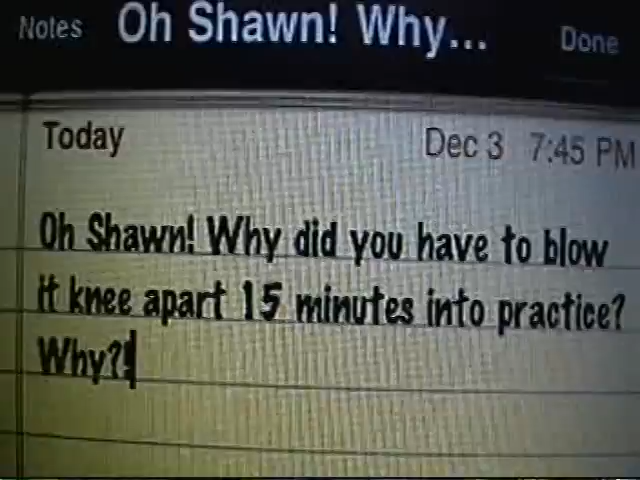 Notes Oh Shawn! Why... Done
Today Dec 3 7:45 PM
Oh Shawn! Why did you have to blow
it knee apart 15 minutes into practice?
Why?!